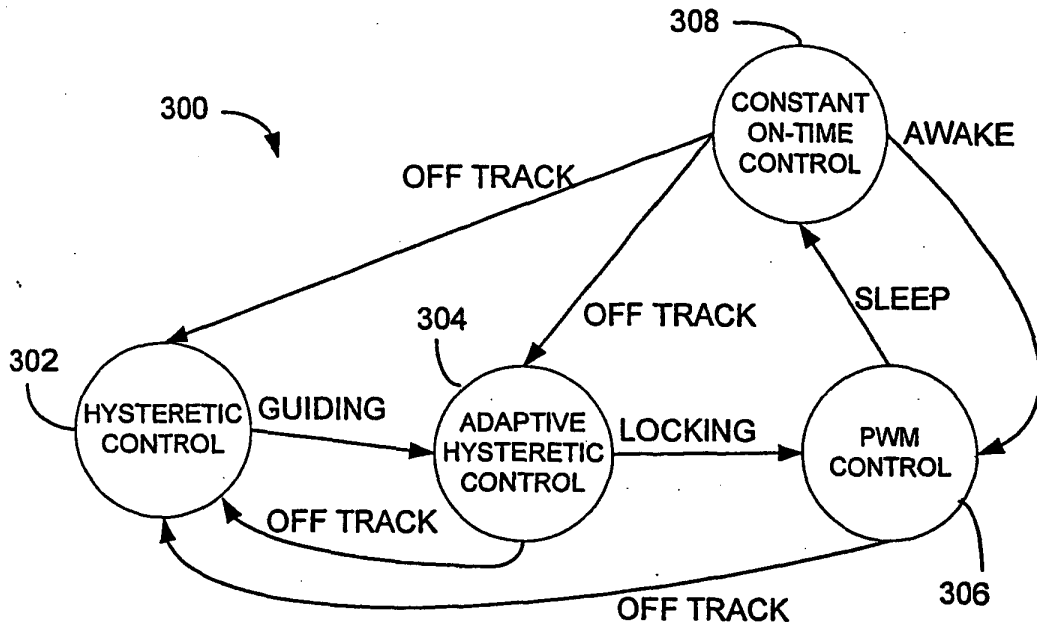 308
CONSTANT
ON-TIME
CONTROL
AWAKE
300
OFF TRACK
SLEEP
OFF TRACK
304
302
HYSTERETIC
CONTROL
GUIDING
ADAPTIVE
HYSTERETIC
CONTROL
LOCKING
PWM
CONTROL
OFF TRACK
306
OFF TRACK